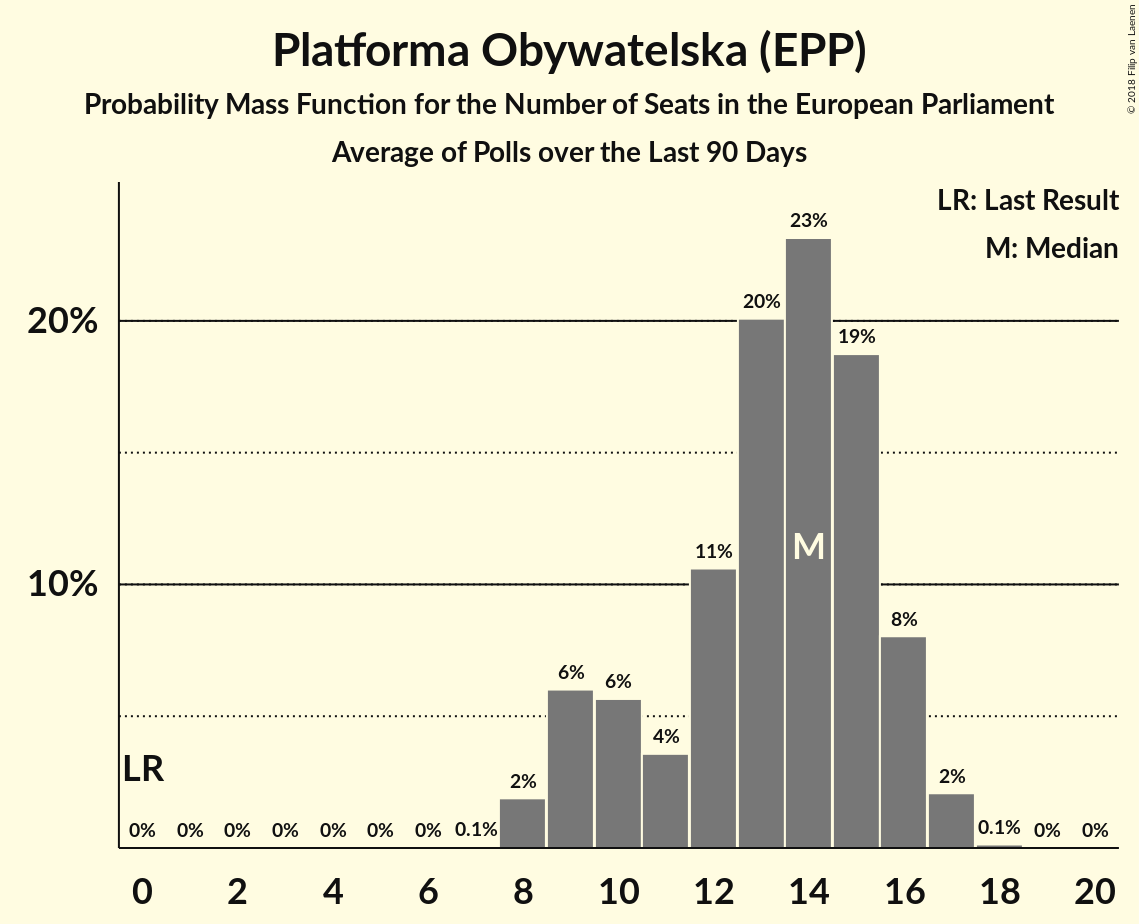 Platforma Obywatelska (EPP)
Probability Mass Function for the Number of Seats in the European Parliament
Average of Polls over the Last 90 Days
© 2018 Filip van Laenen
LR: Last Result
M: Median
20%
10%
LR
0% 0% 0% 0% 0% 0% 0% 0.1% 2% 6% 6% 4% 11% 20% 23% 19% 8% 2% 0.1% 0% 0%
M
0 2 4 6 8 10 12 14 16 18 20